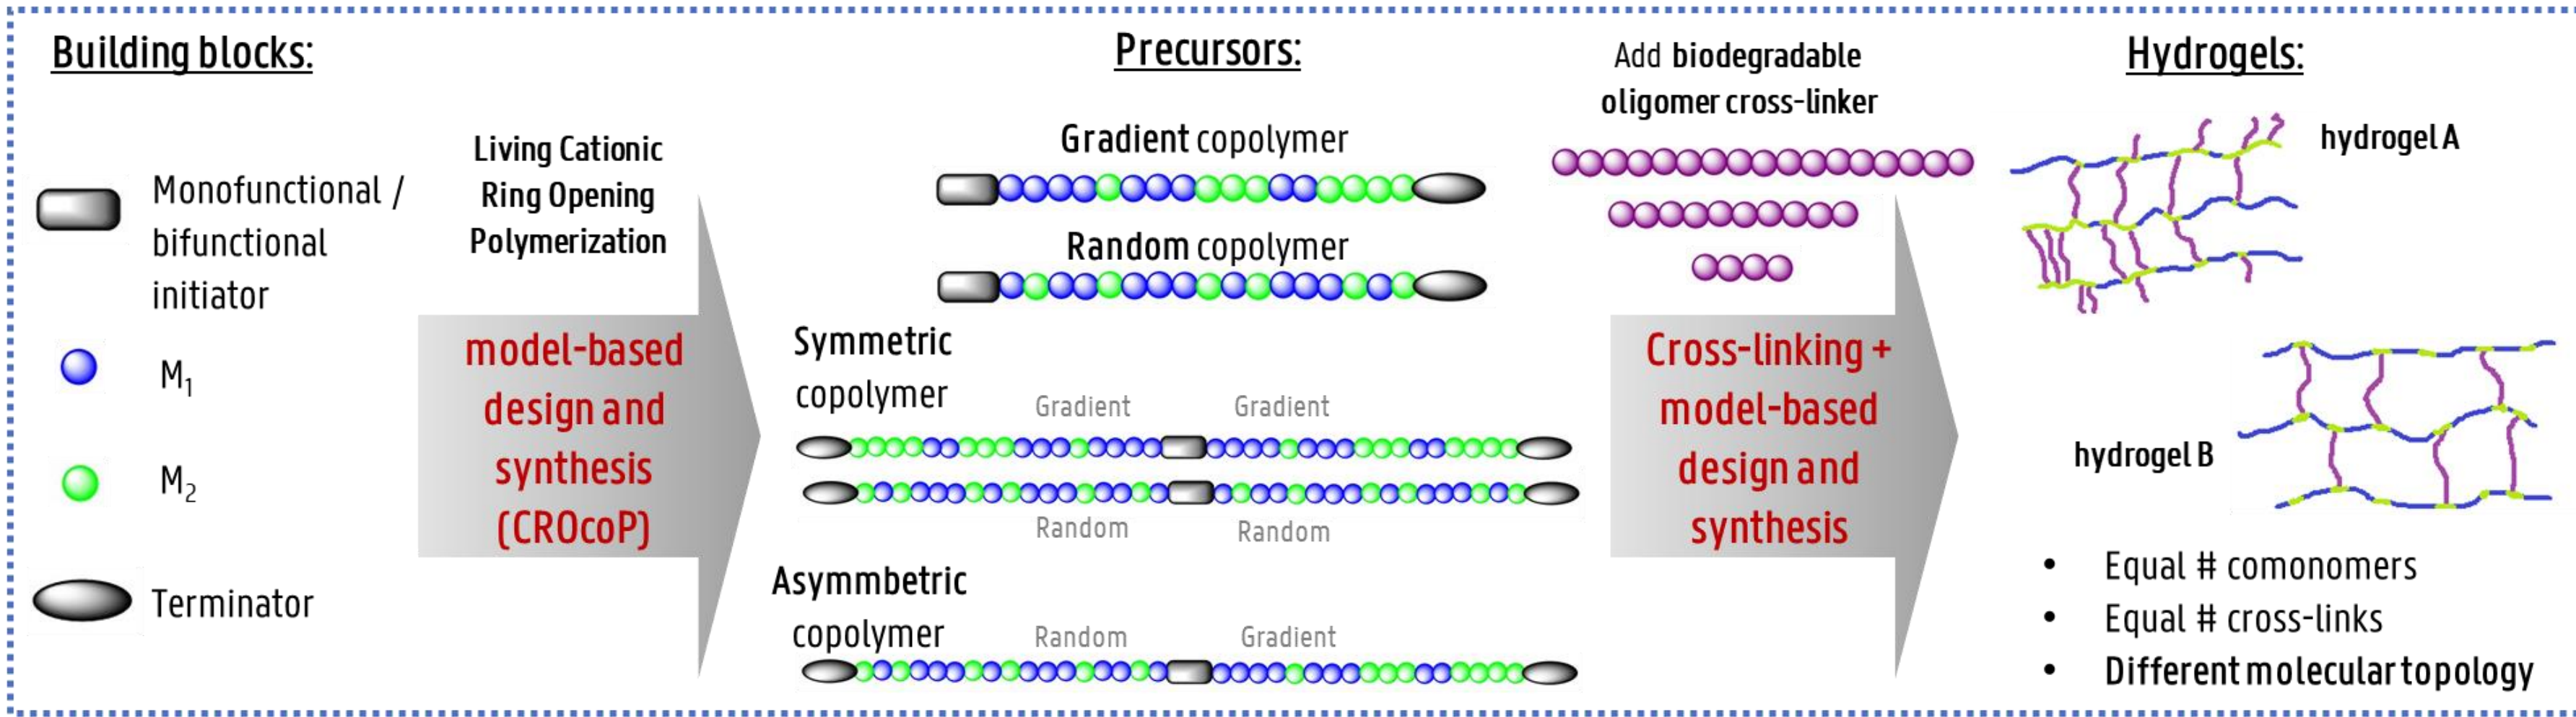 Building blocks:
Monofunctional /
bifunctional
initiator
M₁
M₂
Terminator
Living Cationic
Ring Opening
Polymerization
model-based
design and
synthesis
(CROcoP)
Precursors:
Gradient copolymer
Random copolymer
Symmetric
copolymer
Gradient Gradient
Random Random
Asymmbetric
copolymer
Random Gradient
Add biodegradable
oligomer cross-linker
Cross-linking +
model-based
design and
synthesis
Hydrogels:
hydrogel A
hydrogel B
• Equal # comonomers
• Equal # cross-links
• Different molecular topology